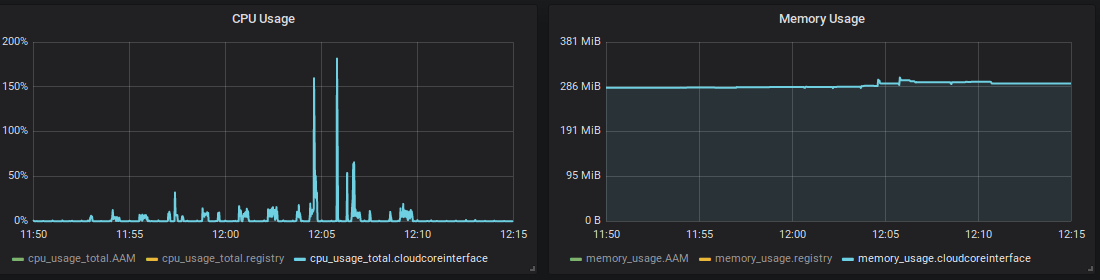 CPU Usage
200%
150%
100%
50%
0%
11:50 11:55 12:00 12:05 12:10 12:15
cpu_usage_total.AAM cpu_usage_total.registry cpu_usage_total.cloudcoreinterface
Memory Usage
381 MiB
286 MiB
191 MiB
95 MiB
0 B
11:50 11:55 12:00 12:05 12:10 12:15
memory_usage.AAM memory_usage.registry memory_usage.cloudcoreinterface